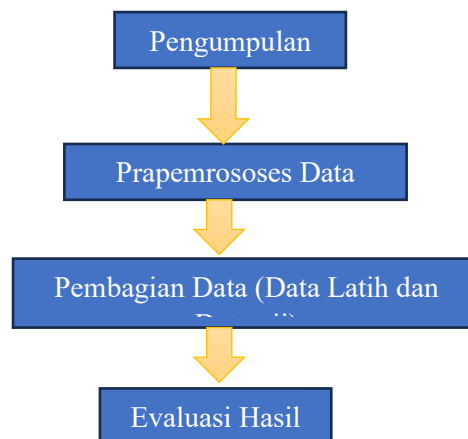 Pengumpulan
Prapemrososes Data
Pembagian Data (Data Latih dan
Evaluasi Hasil